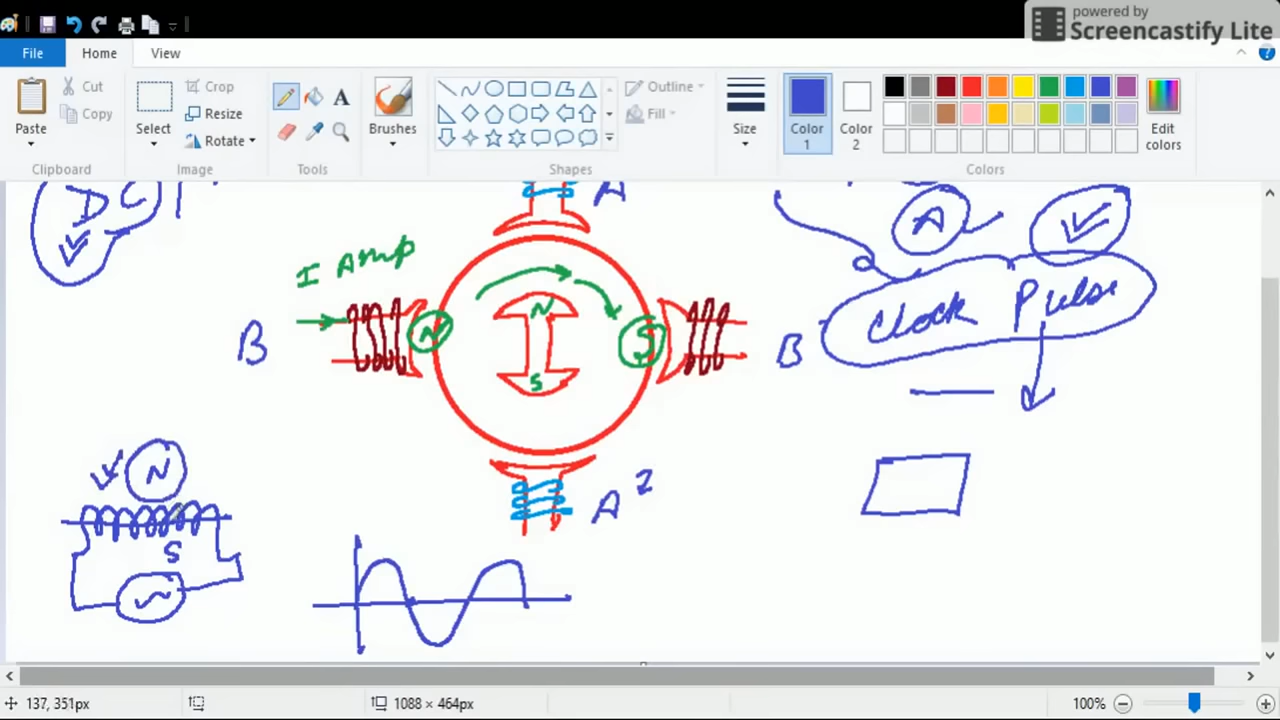 powered by
Screencastify Lite
File Home View
Paste
Cut
Copy
Clipboard
Select
Crop
Resize
Rotate
Image
A
Tools
Brushes
Outline
Fill
Shapes
Size
Color 1
Color 2
Edit colors
Colors
DC
A
A
I Amp
N
Clock Pulse
B
N
S
B
S
N
A 2
S
137, 351px
1088 × 464px
100%